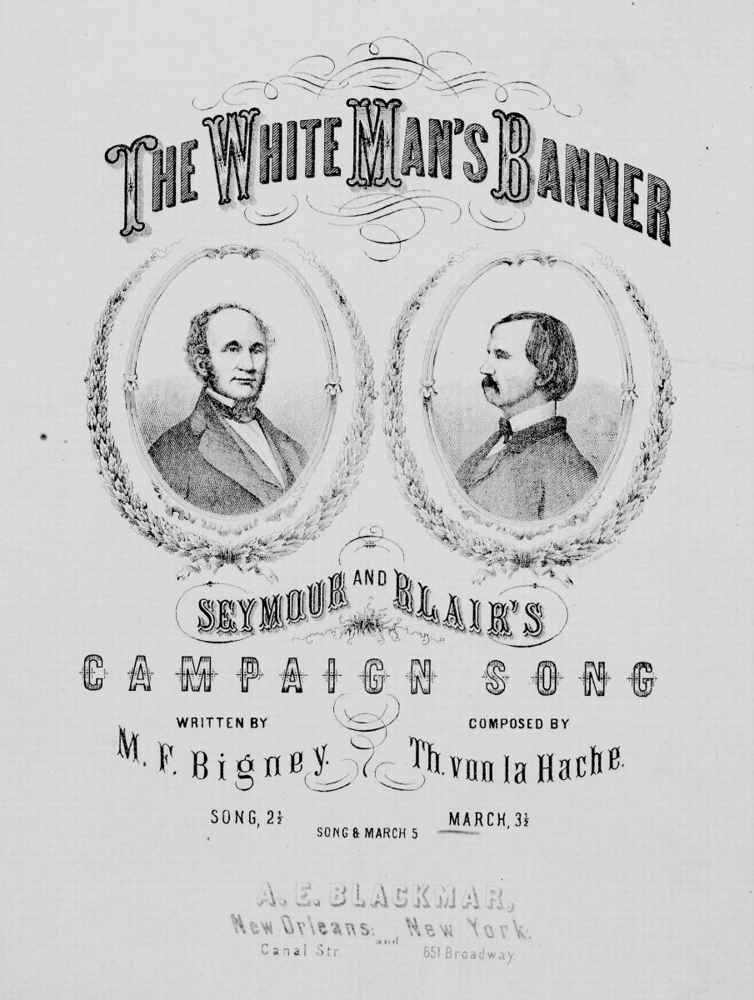 THE WHITE MAN'S BANNER
SEYMOUR AND BLAIR'S
CAMPAIGN SONG
WRITTEN BY
M. F. Bigney.
COMPOSED BY
Th. von la Hache.
SONG, 2½
MARCH, 3½
SONG & MARCH 5
A. E. BLACKMAR,
New Orleans: and New York:
Canal Str. 651 Broadway.